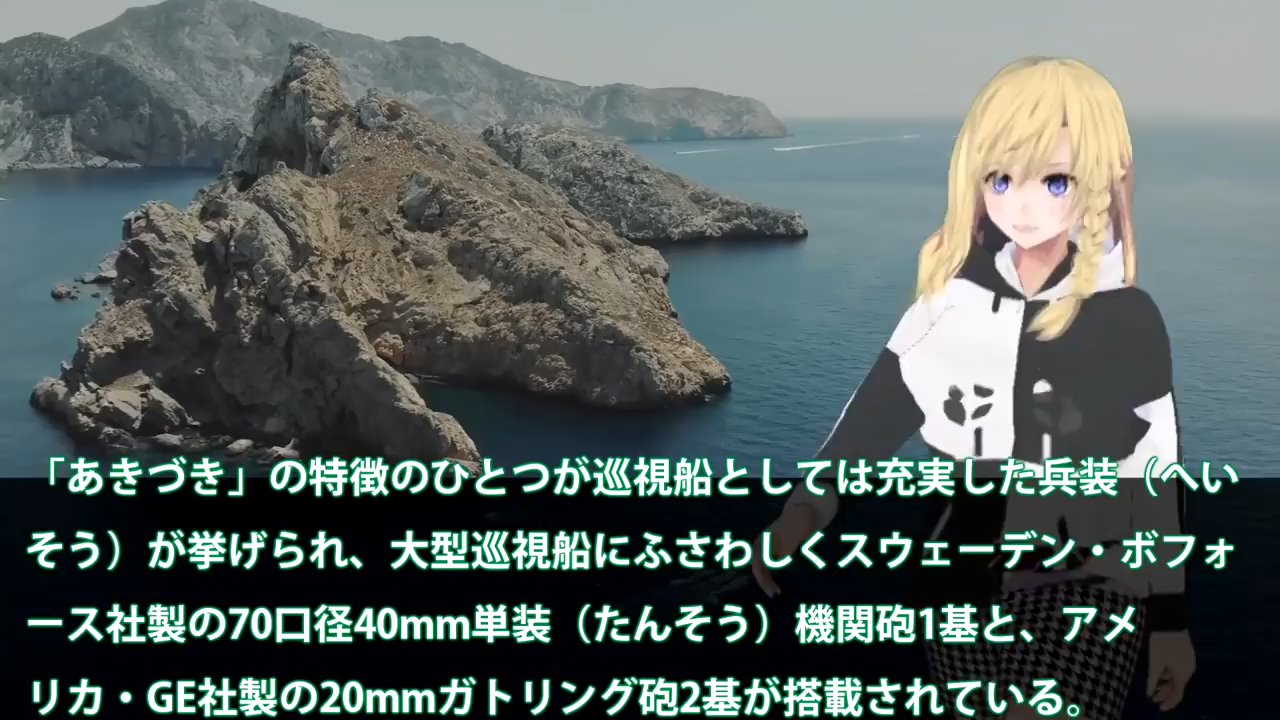 「あきづき」の特徴のひとつが巡視船としては充実した兵装（へい
そう）が挙げられ、大型巡視船にふさわしくスウェーデン・ボフォ
ース社製の70口径40mm単装（たんそう）機関砲1基と、アメ
リカ・GE社製の20mmガトリング砲2基が搭載されている。